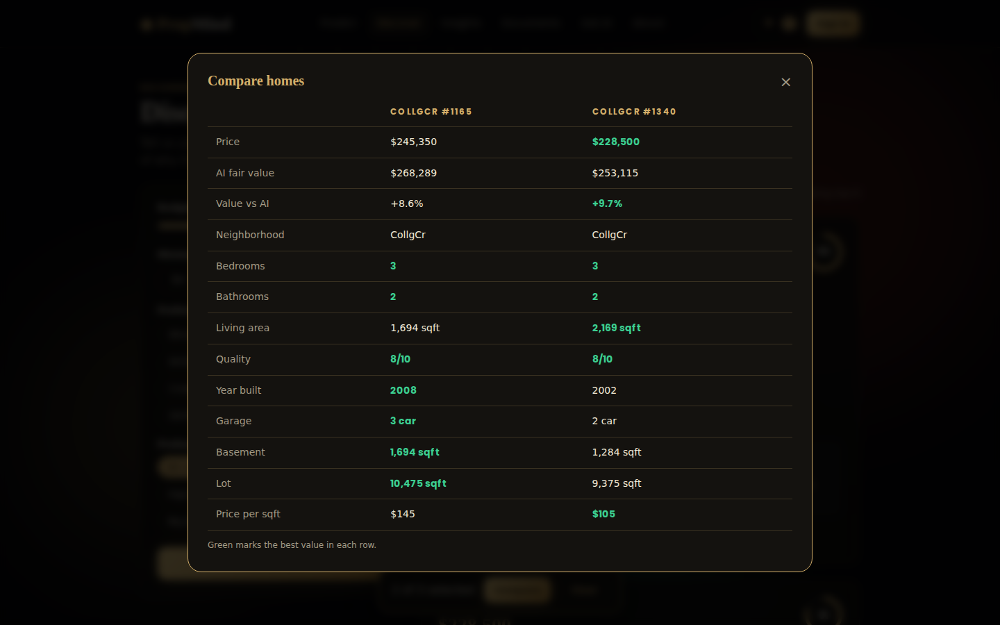 Compare homes
×
COLLGCR #1165 COLLGCR #1340
Price $245,350 $228,500
AI fair value $268,289 $253,115
Value vs AI +8.6% +9.7%
Neighborhood CollgCr CollgCr
Bedrooms 3 3
Bathrooms 2 2
Living area 1,694 sqft 2,169 sqft
Quality 8/10 8/10
Year built 2008 2002
Garage 3 car 2 car
Basement 1,694 sqft 1,284 sqft
Lot 10,475 sqft 9,375 sqft
Price per sqft $145 $105
Green marks the best value in each row.